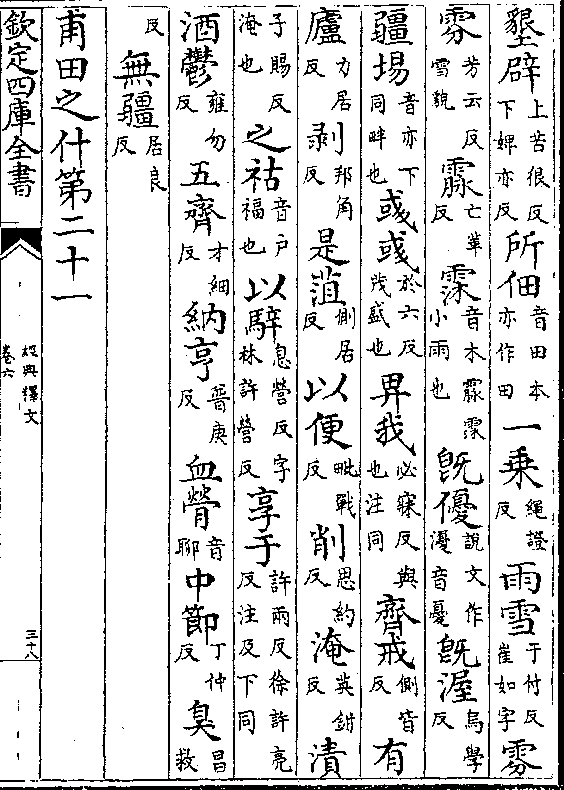 墾辟上苦很反下婢亦反所佃音田本亦作田一乗繩證反雨雪于付反崔如字雰
雰芳云反雪貌霢亡革反霂音木霢霂小雨也既優說文作瀀音憂既渥烏學反
疆埸音亦下同畔也彧彧於六反茂盛也畀我必寐反與也注同齊戒側皆反有
廬力居反剥邦角反是菹側居反以便毗戰反削思約反淹英鉗反漬
子賜反淹也之祜音户福也以騂息營反字林許營反享于許兩反徐許亮反注及下同
酒鬱雍勿反五齊才細反納亨普庚反血膋音聊中節丁仲反臭昌救
反無疆居良反
甫田之什第二十一
欽定四庫全書
經典釋文
卷六
三十八